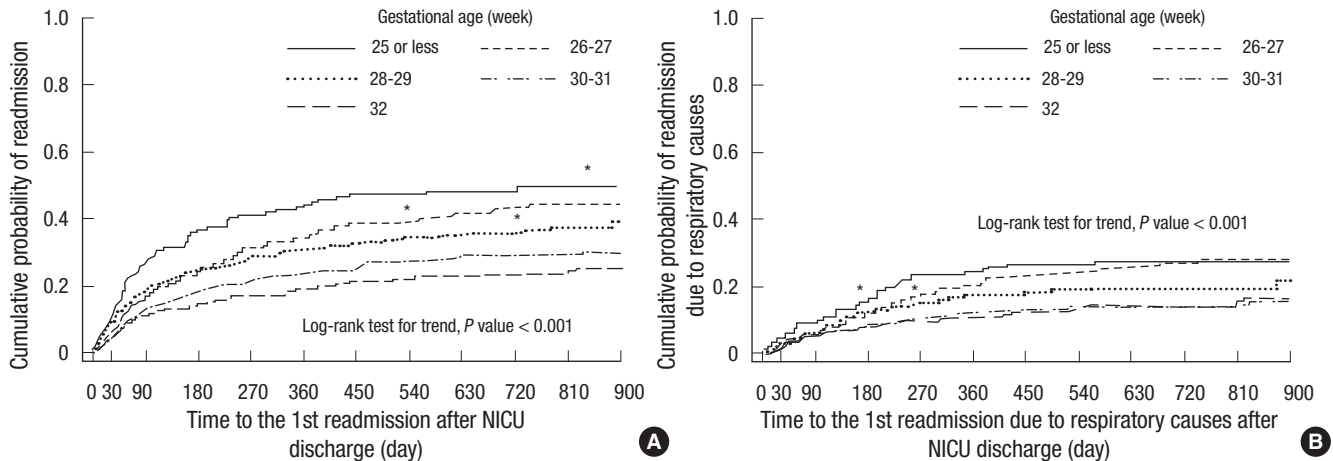 1.0
0.8
0.6
0.4
0.2
0
Cumulative probability of readmission
Gestational age (week)
25 or less
26-27
28-29
30-31
32
*
*
*
Log-rank test for trend, P value < 0.001
0 30 90 180 270 360 450 540 630 720 810 900
Time to the 1st readmission after NICU
discharge (day)
A
1.0
0.8
0.6
0.4
0.2
0
Cumulative probability of readmission
due to respiratory causes
Gestational age (week)
25 or less
26-27
28-29
30-31
32
Log-rank test for trend, P value < 0.001
*
*
0 30 90 180 270 360 450 540 630 720 810 900
Time to the 1st readmission due to respiratory causes after
NICU discharge (day)
B